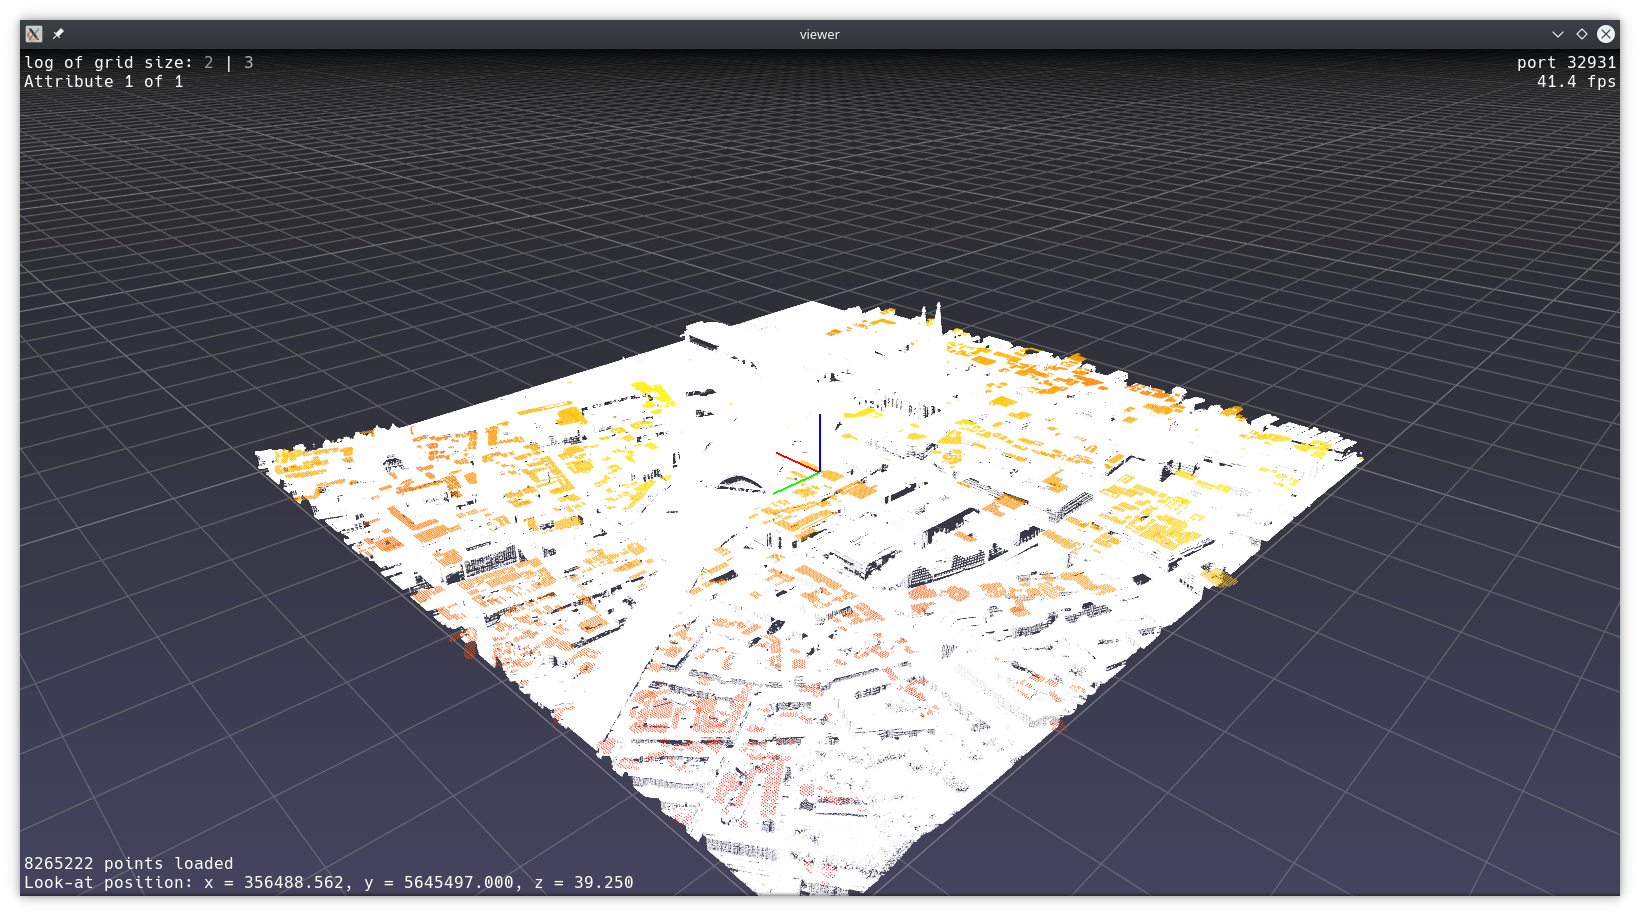 viewer
log of grid size: 2 | 3
port 32931
Attribute 1 of 1
41.4 fps
8265222 points loaded
Look-at position: x = 356488.562, y = 5645497.000, z = 39.250